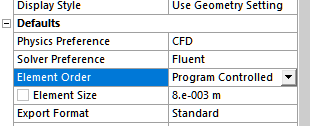 Display Style Use Geometry Setting
Defaults
Physics Preference CFD
Solver Preference Fluent
Element Order Program Controlled
Element Size 8.e-003 m
Export Format Standard